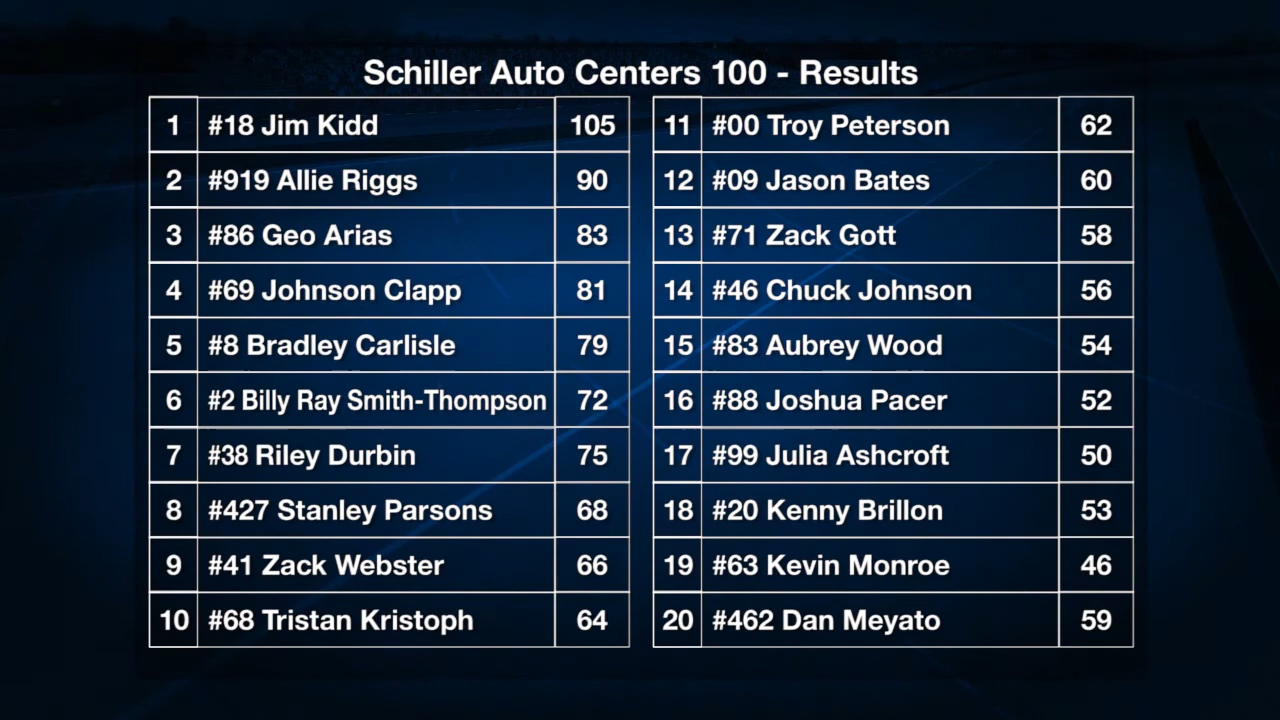 Schiller Auto Centers 100 - Results
1 #18 Jim Kidd 105
2 #919 Allie Riggs 90
3 #86 Geo Arias 83
4 #69 Johnson Clapp 81
5 #8 Bradley Carlisle 79
6 #2 Billy Ray Smith-Thompson 72
7 #38 Riley Durbin 75
8 #427 Stanley Parsons 68
9 #41 Zack Webster 66
10 #68 Tristan Kristoph 64
11 #00 Troy Peterson 62
12 #09 Jason Bates 60
13 #71 Zack Gott 58
14 #46 Chuck Johnson 56
15 #83 Aubrey Wood 54
16 #88 Joshua Pacer 52
17 #99 Julia Ashcroft 50
18 #20 Kenny Brillon 53
19 #63 Kevin Monroe 46
20 #462 Dan Meyato 59